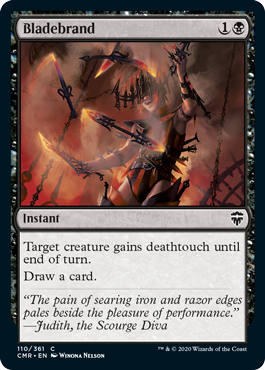 Bladebrand 1
Instant
Target creature gains deathtouch until
end of turn.
Draw a card.
“The pain of searing iron and razor edges
pales beside the pleasure of performance.”
—Judith, the Scourge Diva
110/361 C
CMR • EN Winona Nelson
™ & © 2020 Wizards of the Coast